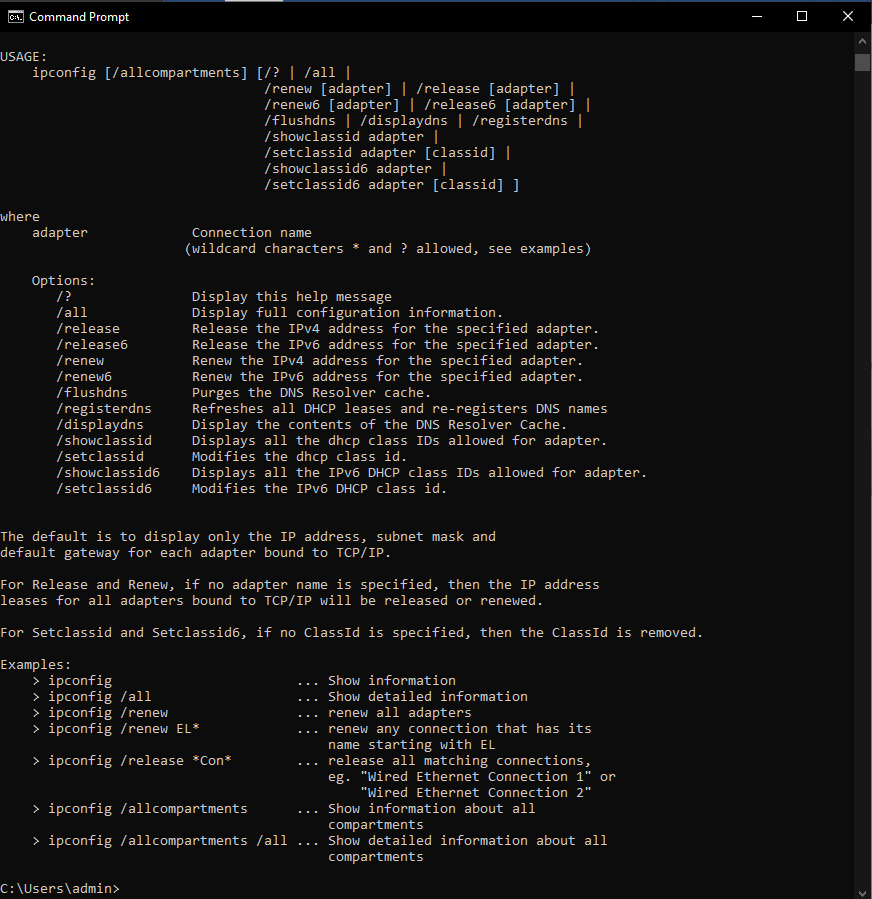 Command Prompt
USAGE:
    ipconfig [/allcompartments] [/? | /all |
                                 /renew [adapter] | /release [adapter] |
                                 /renew6 [adapter] | /release6 [adapter] |
                                 /flushdns | /displaydns | /registerdns |
                                 /showclassid adapter |
                                 /setclassid adapter [classid] |
                                 /showclassid6 adapter |
                                 /setclassid6 adapter [classid] ]
where
    adapter             Connection name
                       (wildcard characters * and ? allowed, see examples)
    Options:
       /?               Display this help message
       /all             Display full configuration information.
       /release         Release the IPv4 address for the specified adapter.
       /release6        Release the IPv6 address for the specified adapter.
       /renew           Renew the IPv4 address for the specified adapter.
       /renew6          Renew the IPv6 address for the specified adapter.
       /flushdns        Purges the DNS Resolver cache.
       /registerdns     Refreshes all DHCP leases and re-registers DNS names
       /displaydns      Display the contents of the DNS Resolver Cache.
       /showclassid     Displays all the dhcp class IDs allowed for adapter.
       /setclassid      Modifies the dhcp class id.
       /showclassid6    Displays all the IPv6 DHCP class IDs allowed for adapter.
       /setclassid6     Modifies the IPv6 DHCP class id.
The default is to display only the IP address, subnet mask and
default gateway for each adapter bound to TCP/IP.
For Release and Renew, if no adapter name is specified, then the IP address
leases for all adapters bound to TCP/IP will be released or renewed.
For Setclassid and Setclassid6, if no ClassId is specified, then the ClassId is removed.
Examples:
    > ipconfig                       ... Show information
    > ipconfig /all                  ... Show detailed information
    > ipconfig /renew                ... renew all adapters
    > ipconfig /renew EL*            ... renew any connection that has its
                                         name starting with EL
    > ipconfig /release *Con*        ... release all matching connections,
                                         eg. "Wired Ethernet Connection 1" or
                                             "Wired Ethernet Connection 2"
    > ipconfig /allcompartments      ... Show information about all
                                         compartments
    > ipconfig /allcompartments /all ... Show detailed information about all
                                         compartments
C:\Users\admin>